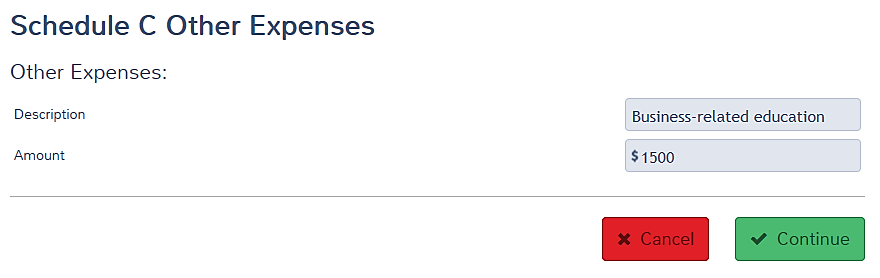 Schedule C Other Expenses
Other Expenses:
Description
Business-related education
Amount
$ 1500
Cancel
Continue